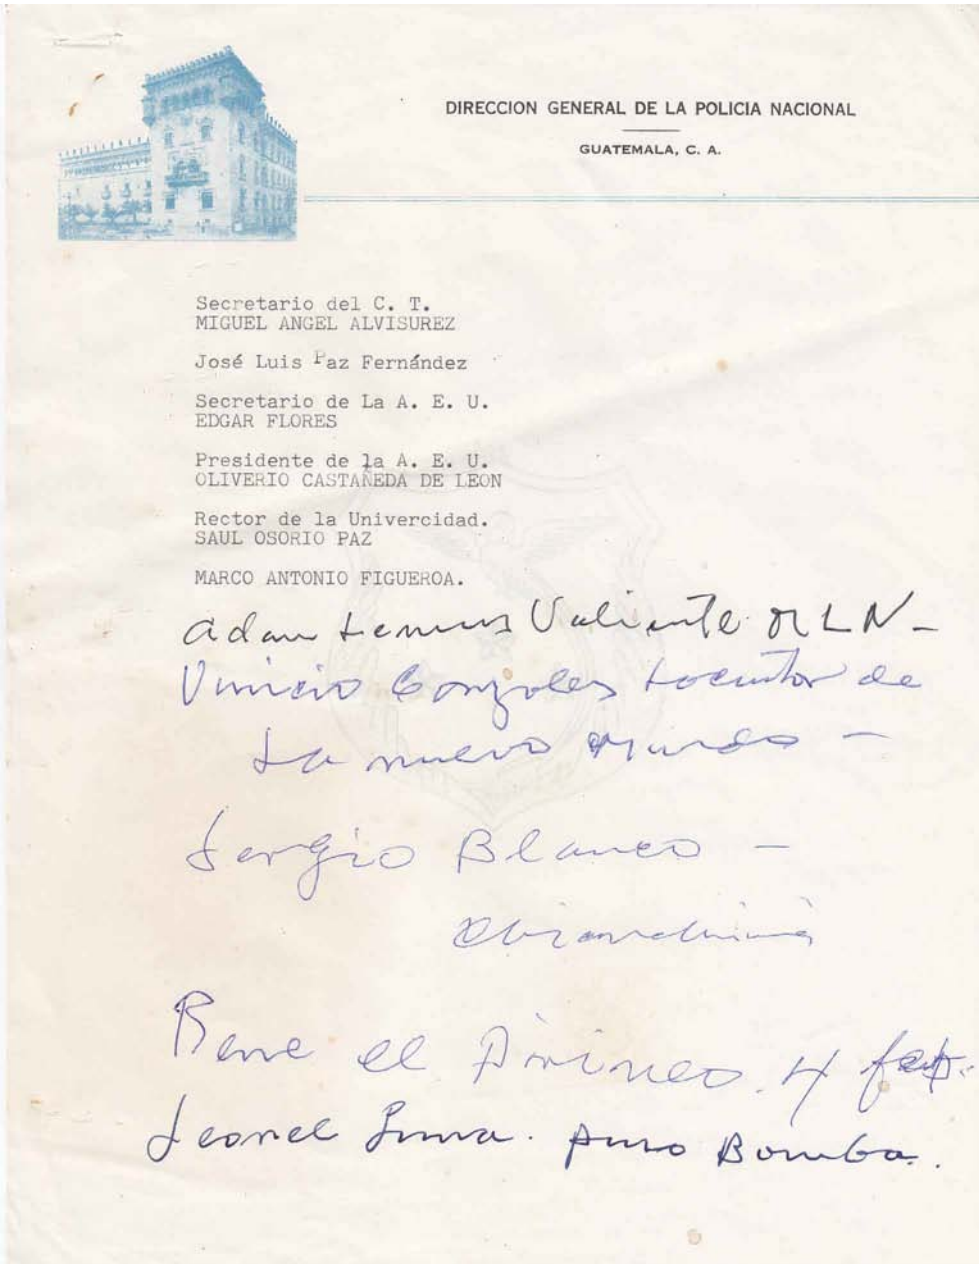 DIRECCION GENERAL DE LA POLICIA NACIONAL
GUATEMALA, C. A.
Secretario del C. T.
MIGUEL ANGEL ALVISUREZ
José Luis Paz Fernández
Secretario de La A. E. U.
EDGAR FLORES
Presidente de la A. E. U.
OLIVERIO CASTAÑEDA DE LEON
Rector de la Univercidad.
SAUL OSORIO PAZ
MARCO ANTONIO FIGUEROA.
Adan Lemus Valiente MLN -
Vinicio Gonzales Locutor de
La nuevo Mundo -
Sergio Blanco -
Rene el Pirineo. 4
Leonel Luna. Puro Bomba.